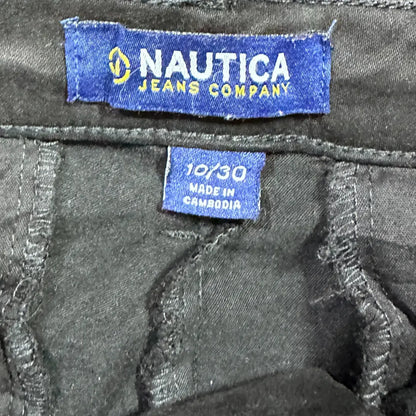 NAUTICA
JEANS COMPANY
10/30
MADE IN
CAMBODIA